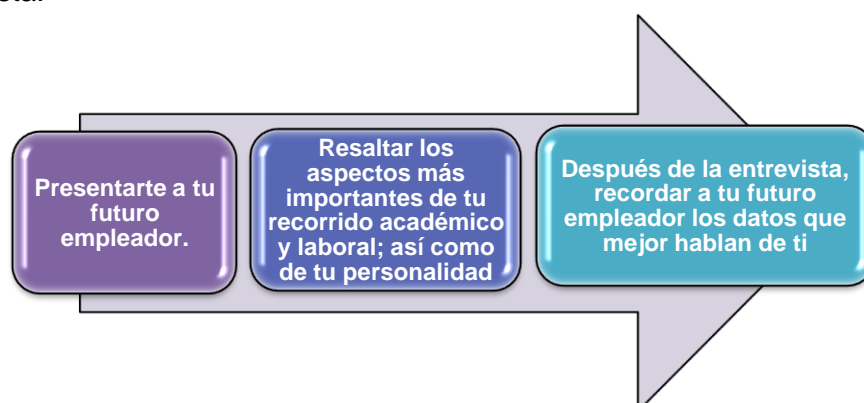 Presentarte a tu
futuro
empleador.
Resaltar los
aspectos más
importantes de tu
recorrido académico
y laboral; así como
de tu personalidad
Después de la entrevista,
recordar a tu futuro
empleador los datos que
mejor hablan de ti